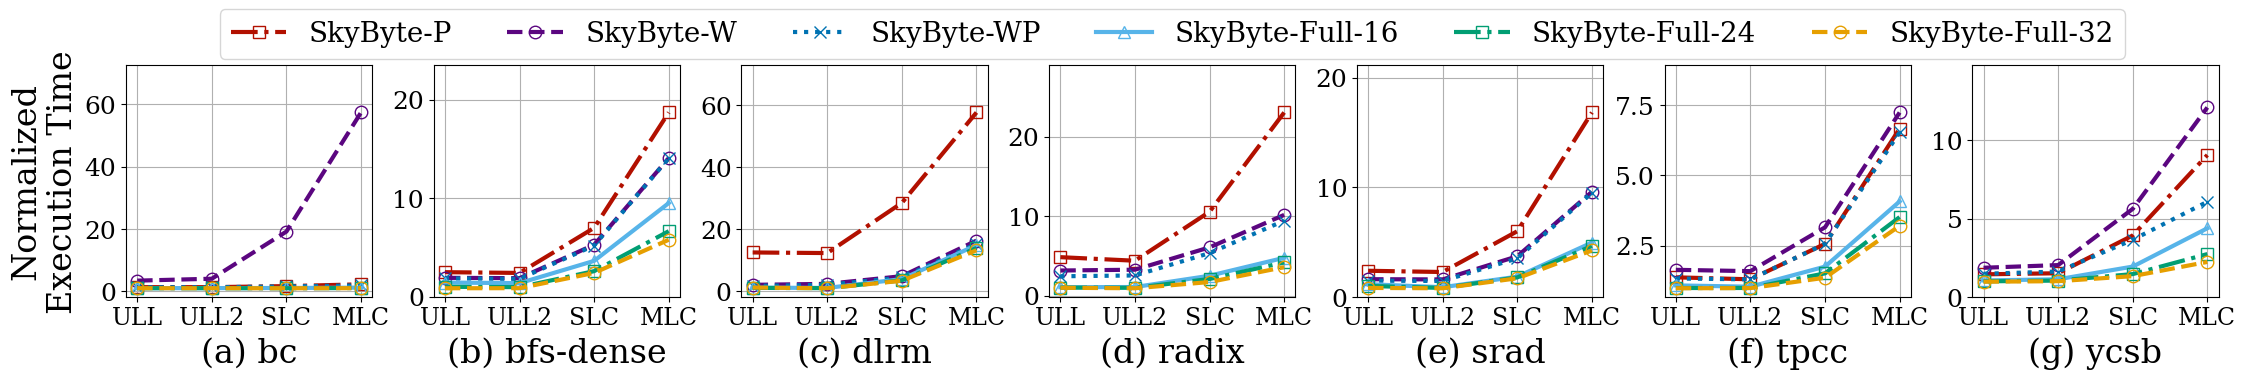 SkyByte-P SkyByte-W SkyByte-WP SkyByte-Full-16 SkyByte-Full-24 SkyByte-Full-32
Normalized
Execution Time
60
40
20
0
ULL ULL2 SLC MLC
(a) bc
20
10
0
ULL ULL2 SLC MLC
(b) bfs-dense
60
40
20
0
ULL ULL2 SLC MLC
(c) dlrm
20
10
0
ULL ULL2 SLC MLC
(d) radix
20
10
0
ULL ULL2 SLC MLC
(e) srad
7.5
5.0
2.5
ULL ULL2 SLC MLC
(f) tpcc
10
5
0
ULL ULL2 SLC MLC
(g) ycsb